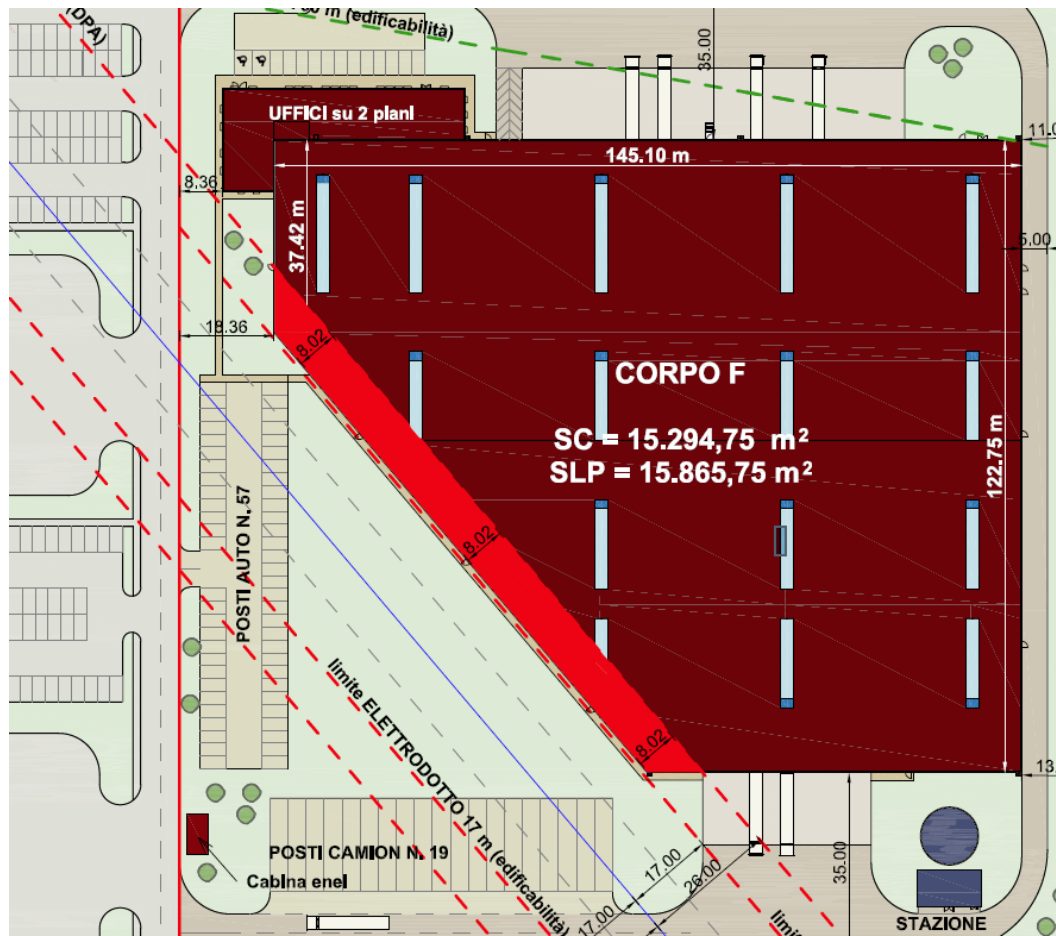 (DPA)
m (edificabilità)
35.00
UFFICI su 2 piani
11.0
145.10 m
8.36
37.42 m
5,00
18.36
8.02
CORPO F
SC = 15.294,75 m²
SLP = 15.865,75 m²
122.75 m
POSTI AUTO N. 57
8.02
limite ELETTRODOTTO 17 m (edificabilità)
8.02
13.
POSTI CAMION N. 19
Cabina enel
17.00
26.00
35.00
17.00
limite
STAZIONE